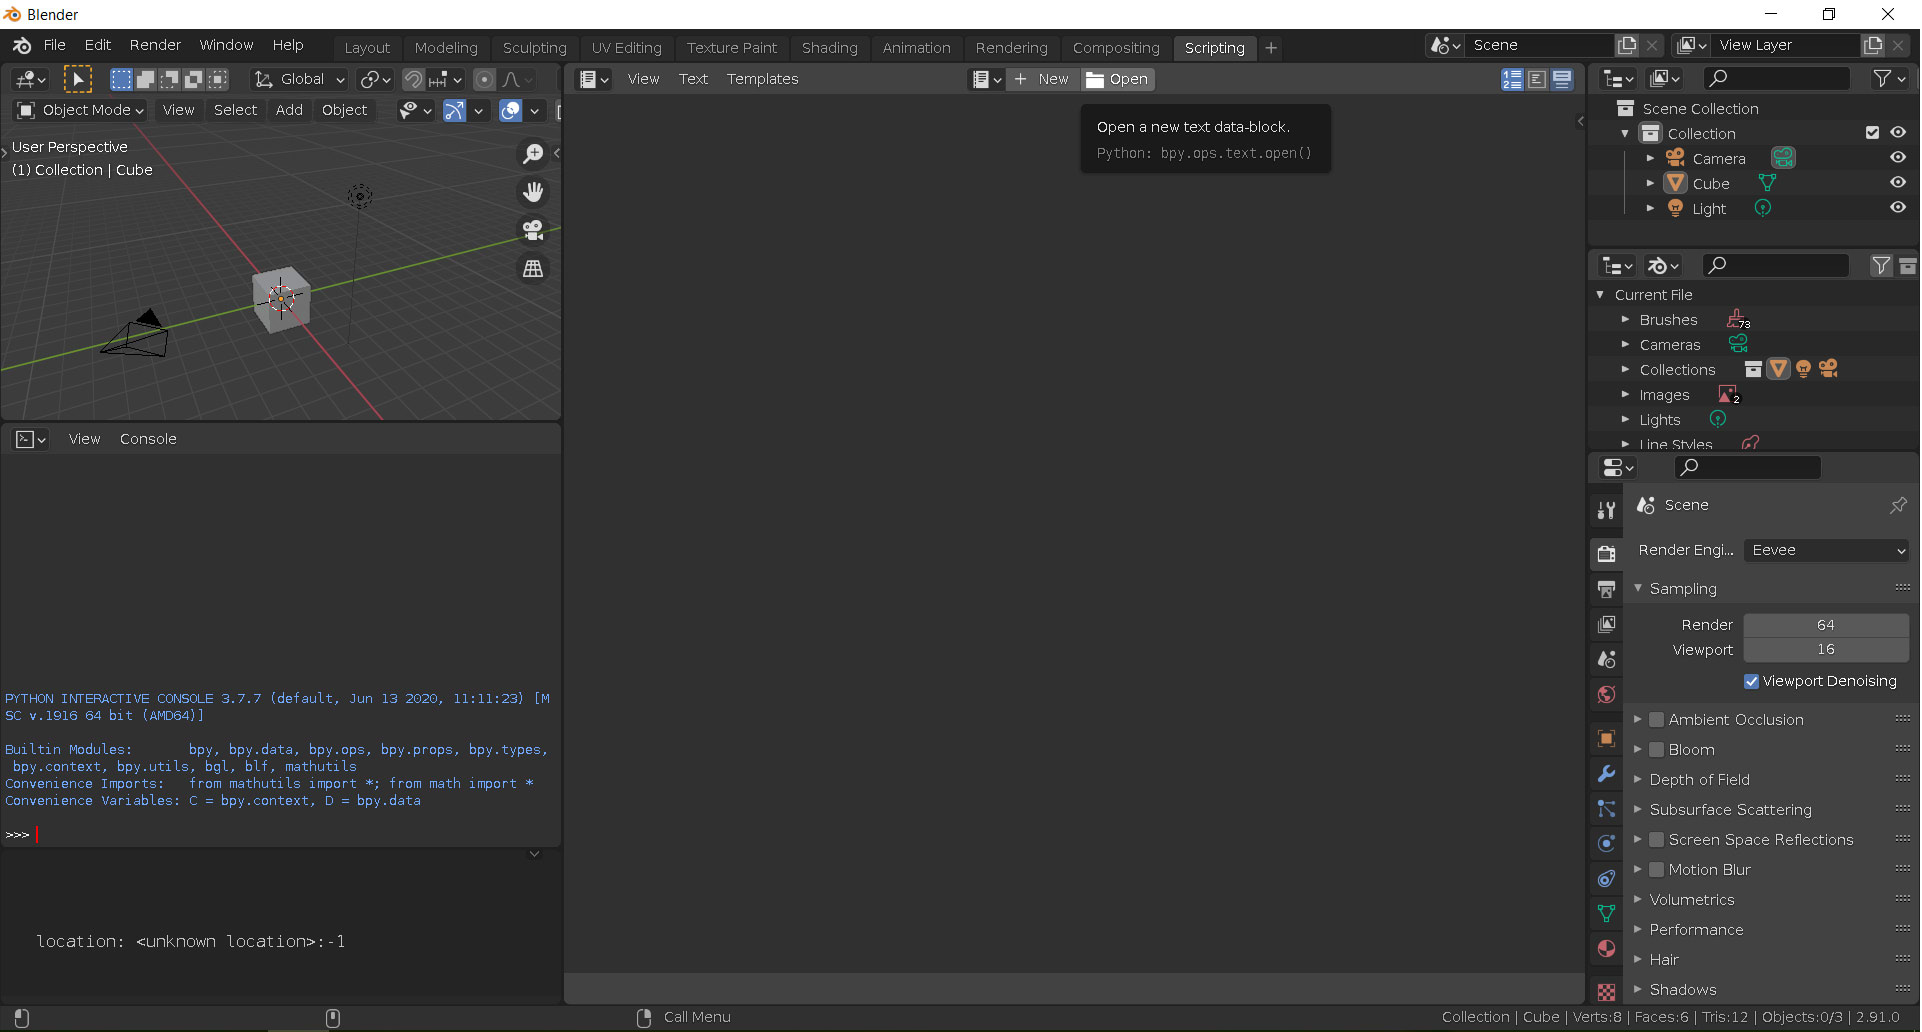 Blender
File Edit Render Window Help Layout Modeling Sculpting UV Editing Texture Paint Shading Animation Rendering Compositing Scripting + Scene View Layer
Global
Object Mode View Select Add Object
User Perspective
(1) Collection | Cube
View Text Templates + New Open
Open a new text data-block.
Python: bpy.ops.text.open()
View Console
PYTHON INTERACTIVE CONSOLE 3.7.7 (default, Jun 13 2020, 11:11:23) [M
SC v.1916 64 bit (AMD64)]
Builtin Modules: bpy, bpy.data, bpy.ops, bpy.props, bpy.types,
bpy.context, bpy.utils, bgl, blf, mathutils
Convenience Imports: from mathutils import *; from math import *
Convenience Variables: C = bpy.context, D = bpy.data
>>>
location: <unknown location>:-1
Scene Collection
Collection
Camera
Cube
Light
Current File
Brushes 73
Cameras
Collections
Images 2
Lights
Line Styles
Scene
Render Engi... Eevee
Sampling
Render 64
Viewport 16
Viewport Denoising
Ambient Occlusion
Bloom
Depth of Field
Subsurface Scattering
Screen Space Reflections
Motion Blur
Volumetrics
Performance
Hair
Shadows
Call Menu
Collection | Cube | Verts:8 | Faces:6 | Tris:12 | Objects:0/3 | 2.91.0